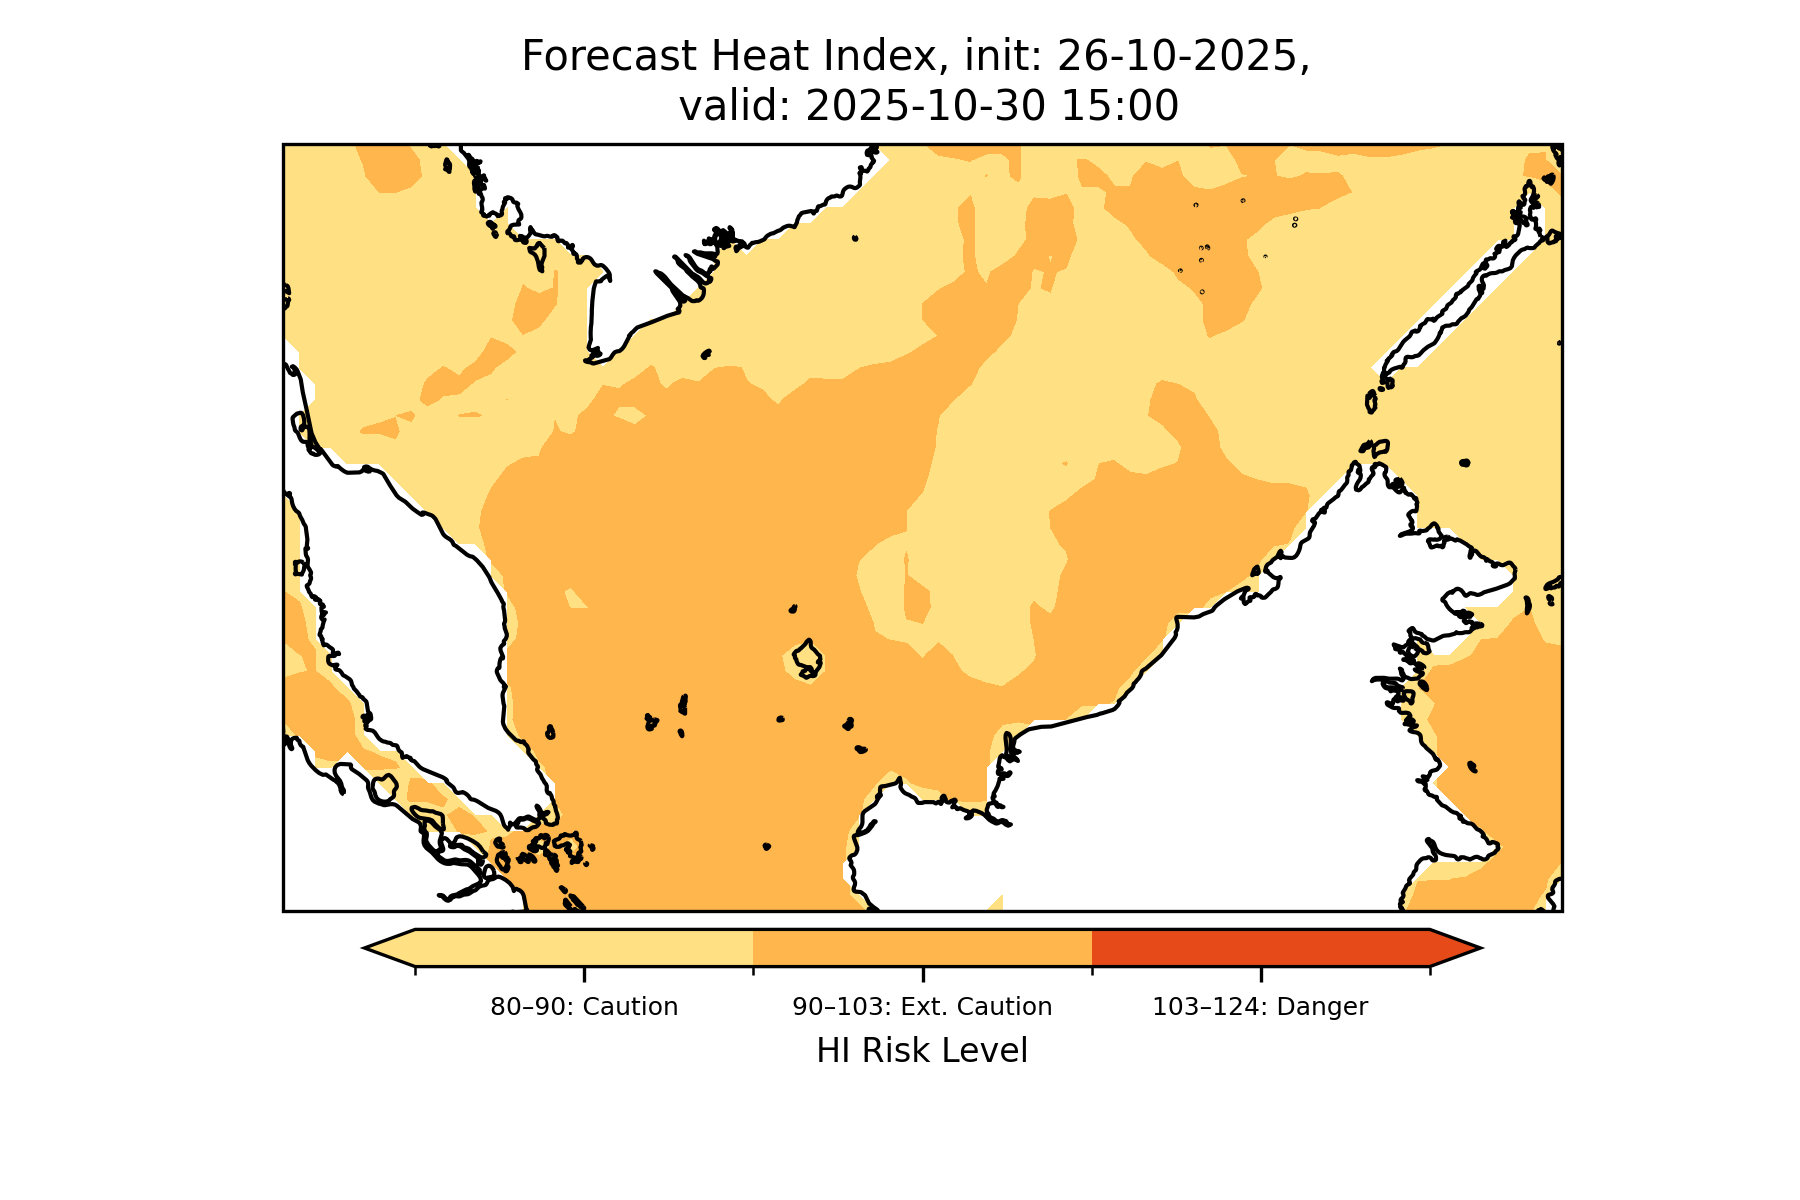 Forecast Heat Index, init: 26-10-2025,
valid: 2025-10-30 15:00
80–90: Caution
90–103: Ext. Caution
103–124: Danger
HI Risk Level